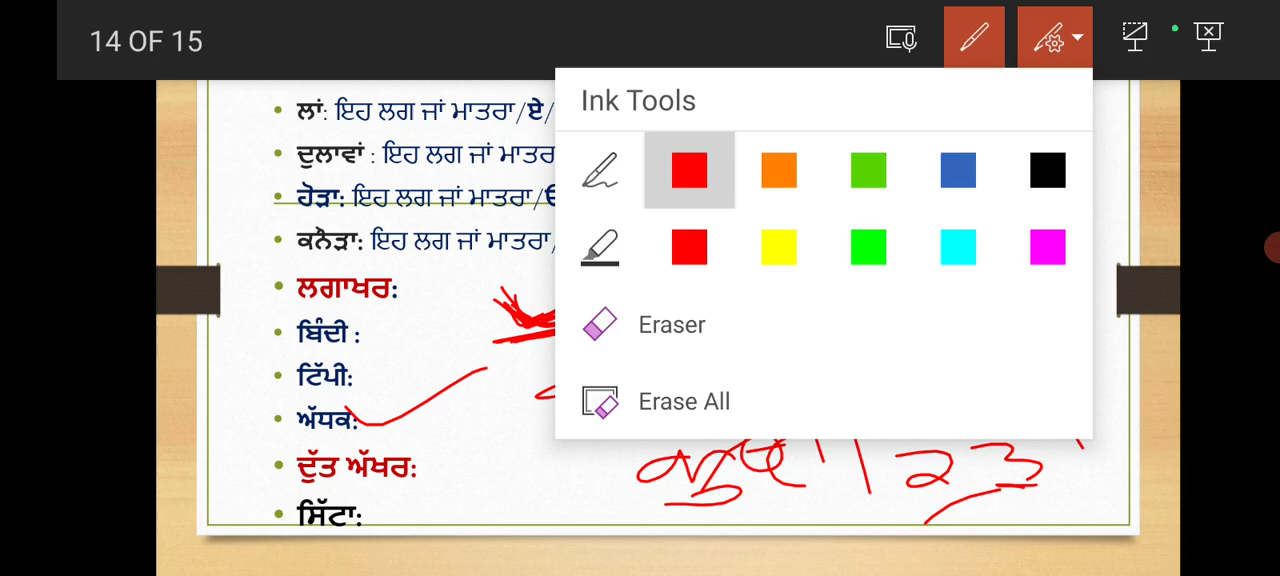 14 OF 15
ਲਾਂ: ਇਹ ਲਗ ਜਾਂ ਮਾਤਰਾ/ਏ/
ਦੁਲਾਵਾਂ : ਇਹ ਲਗ ਜਾਂ ਮਾਤਰ
ਹੋੜਾ: ਇਹ ਲਗ ਜਾਂ ਮਾਤਰਾ/
ਕਨੌੜਾ: ਇਹ ਲਗ ਜਾਂ ਮਾਤਰਾ/
ਲਗਾਖਰ:
ਬਿੰਦੀ :
ਟਿੱਪੀ:
ਅੱਧਕ:
ਦੁੱਤ ਅੱਖਰ:
ਸਿੱਟਾ:
Ink Tools
Eraser
Erase All